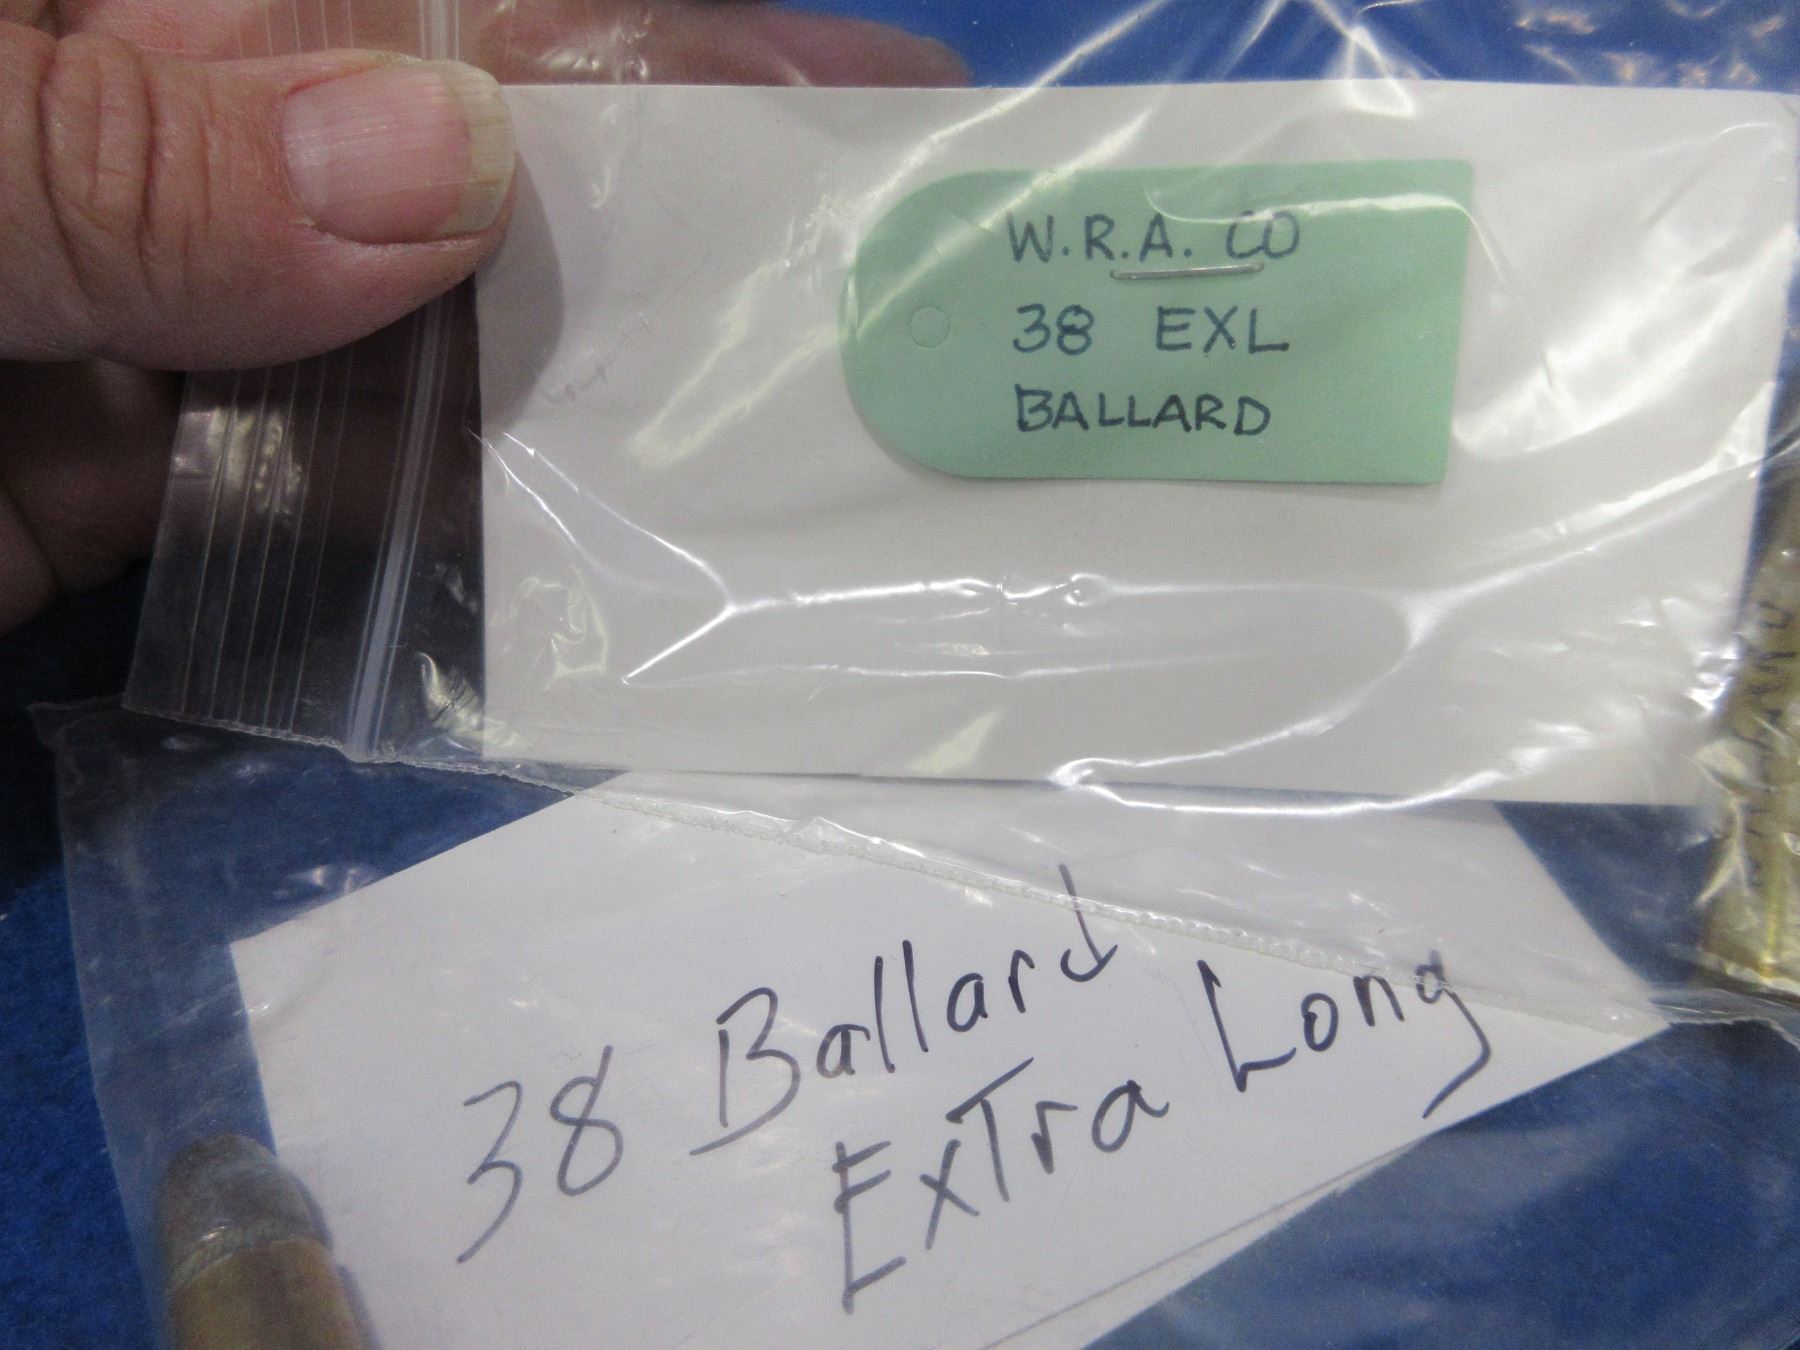 W.R.A. CO
38 EXL
BALLARD
38 Ballard
ExTra Long